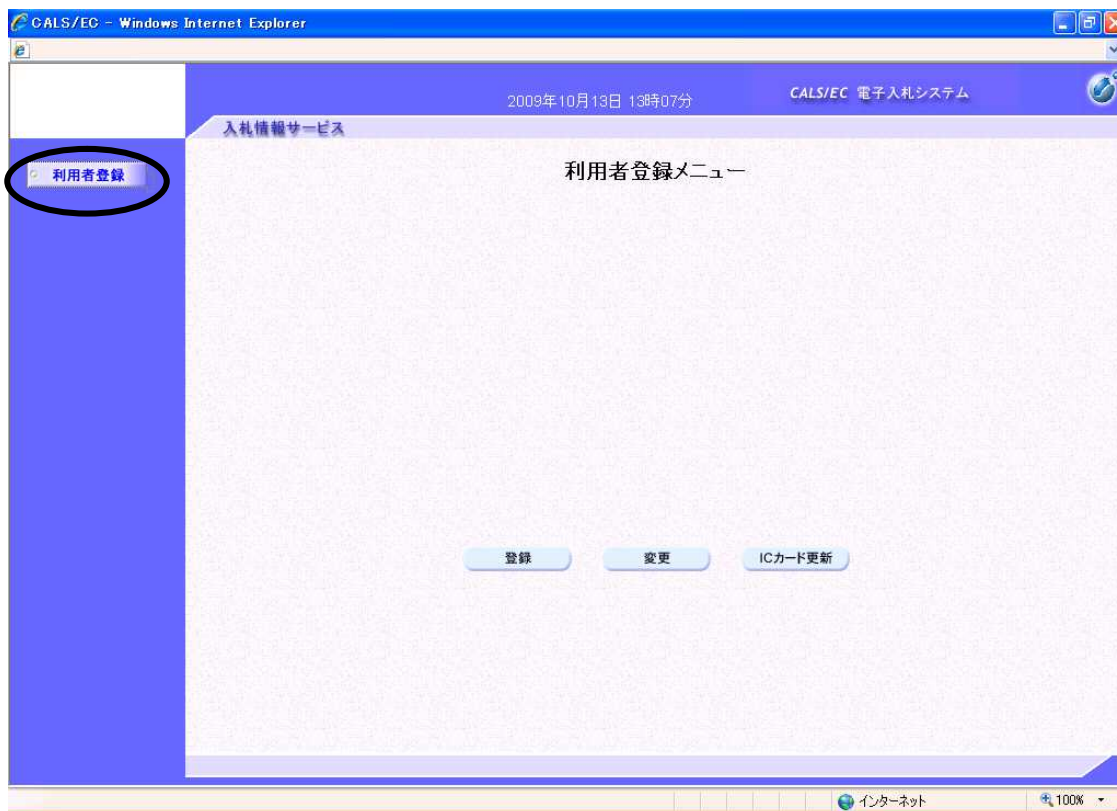 CALS/EC - Windows Internet Explorer
2009年10月13日 13時07分
CALS/EC 電子入札システム
入札情報サービス
利用者登録
利用者登録メニュー
登録
変更
ICカード更新
インターネット
100%